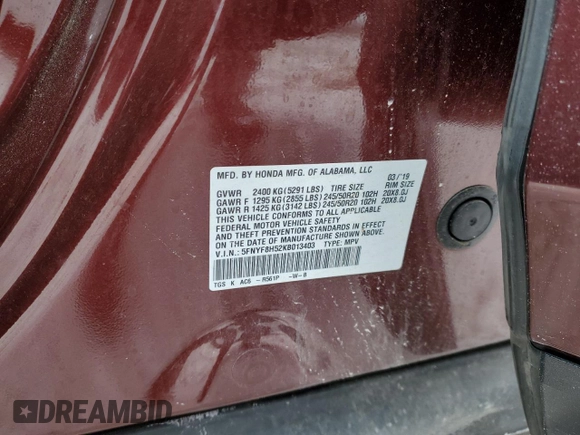 MFD. BY HONDA MFG. OF ALABAMA, LLC 03/'19
GVWR 2400 KG(5291 LBS) TIRE SIZE RIM SIZE
GAWR F 1295 KG(2855 LBS) 245/50R20 102H 20X8.0J
GAWR R 1425 KG(3142 LBS) 245/50R20 102H 20X8.0J
THIS VEHICLE CONFORMS TO ALL APPLICABLE
FEDERAL MOTOR VEHICLE SAFETY
AND THEFT PREVENTION STANDARDS IN EFFECT
ON THE DATE OF MANUFACTURE SHOWN ABOVE.
V.I.N.: 5FNYF8H52KB013403 TYPE: MPV
TGS K AC6 - R561P -W-B
DREAMBID